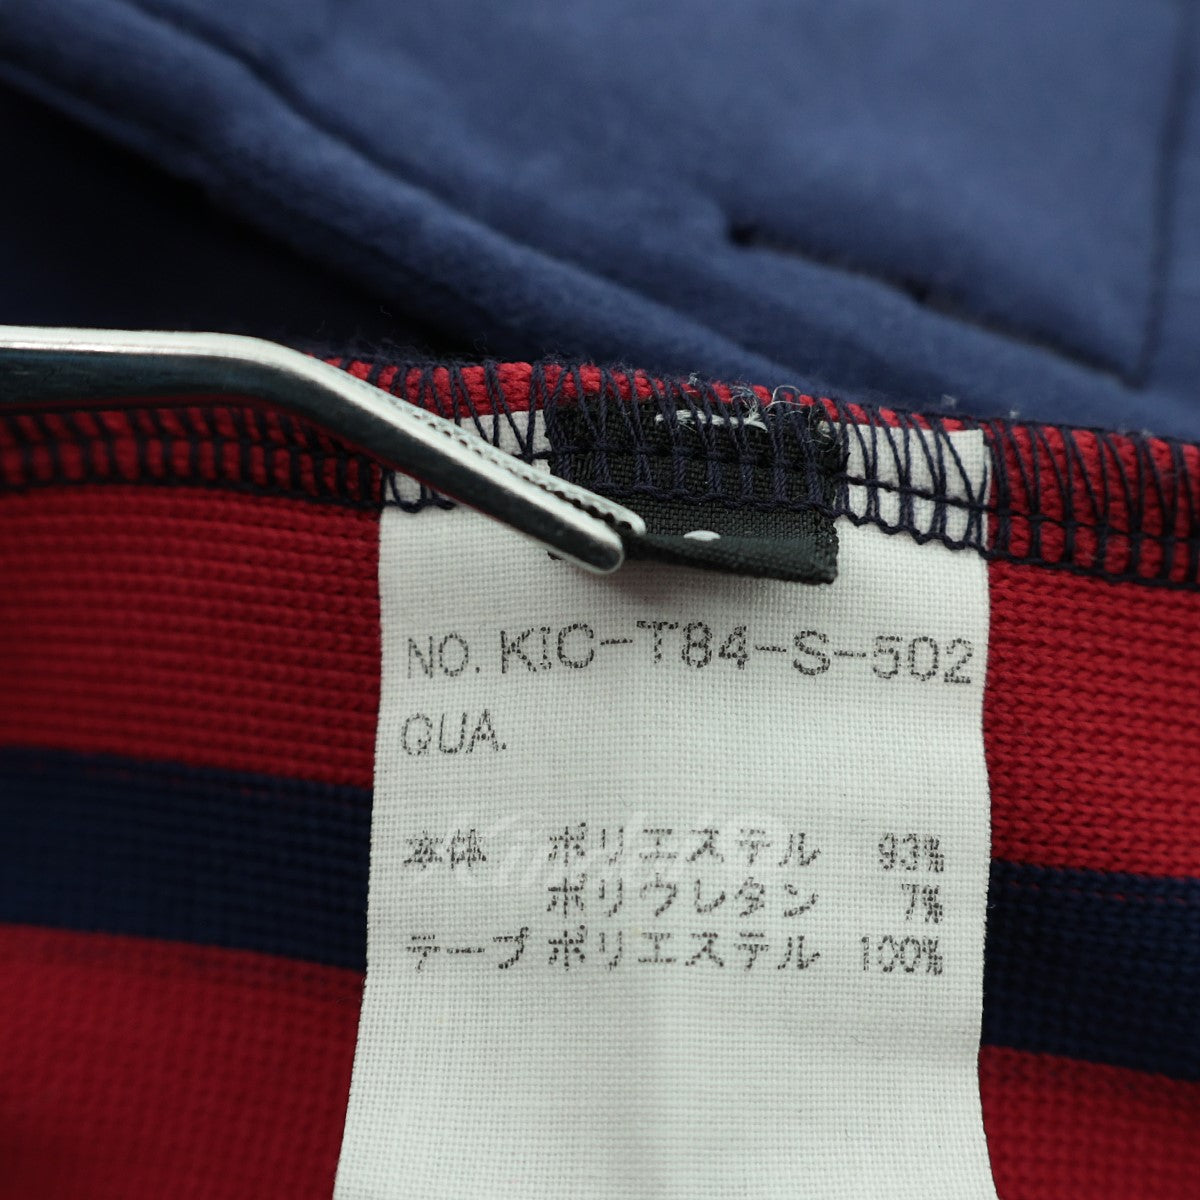 NO. KIC-T84-S-502
QUA.
本体 ポリエステル 93%
ポリウレタン 7%
テープ ポリエステル 100%